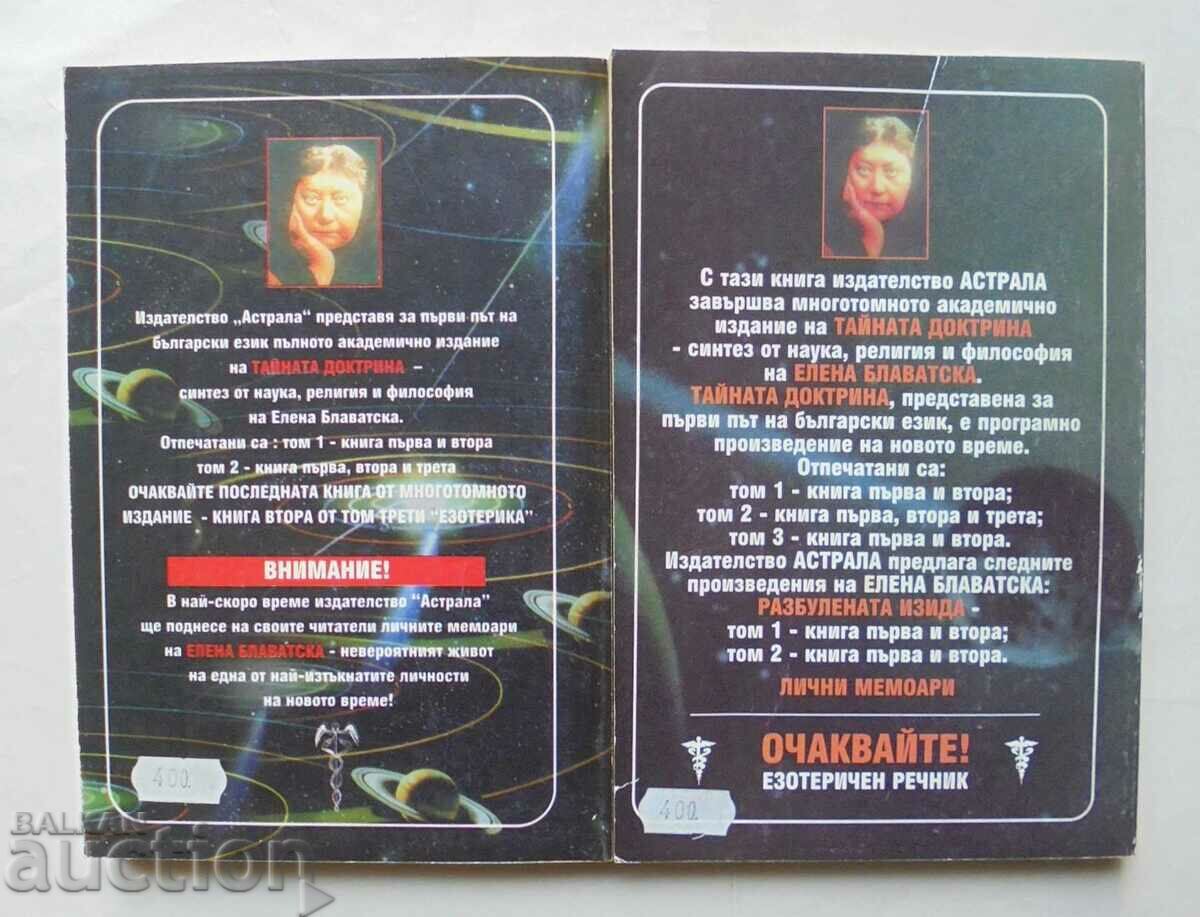 Издателство „Астрала“ представя за първи път на
български език пълното академично издание
на ТАЙНАТА ДОКТРИНА –
синтез от наука, религия и философия
на Елена Блаватска.
Отпечатани са : том 1 - книга първа и втора
том 2 - книга първа, втора и трета
ОЧАКВАЙТЕ ПОСЛЕДНАТА КНИГА ОТ МНОГОТОМНОТО
ИЗДАНИЕ - КНИГА ВТОРА ОТ ТОМ ТРЕТИ "ЕЗОТЕРИКА"
ВНИМАНИЕ!
В най-скоро време издателство "Астрала"
ще поднесе на своите читатели личните мемоари
на ЕЛЕНА БЛАВАТСКА - невероятният живот
на една от най-изтъкнатите личности
на новото време!
400.
С тази книга издателство АСТРАЛА
завършва многотомното академично
издание на ТАЙНАТА ДОКТРИНА
- синтез от наука, религия и философия
на ЕЛЕНА БЛАВАТСКА.
ТАЙНАТА ДОКТРИНА, представена за
първи път на български език, е програмно
произведение на новото време.
Отпечатани са:
том 1 - книга първа и втора;
том 2 - книга първа, втора и трета;
том 3 - книга първа и втора.
Издателство АСТРАЛА предлага следните
произведения на ЕЛЕНА БЛАВАТСКА:
РАЗБУЛЕНАТА ИЗИДА -
том 1 - книга първа и втора;
том 2 - книга първа и втора.
ЛИЧНИ МЕМОАРИ
ОЧАКВАЙТЕ!
ЕЗОТЕРИЧЕН РЕЧНИК
400.
BALKAN
auction